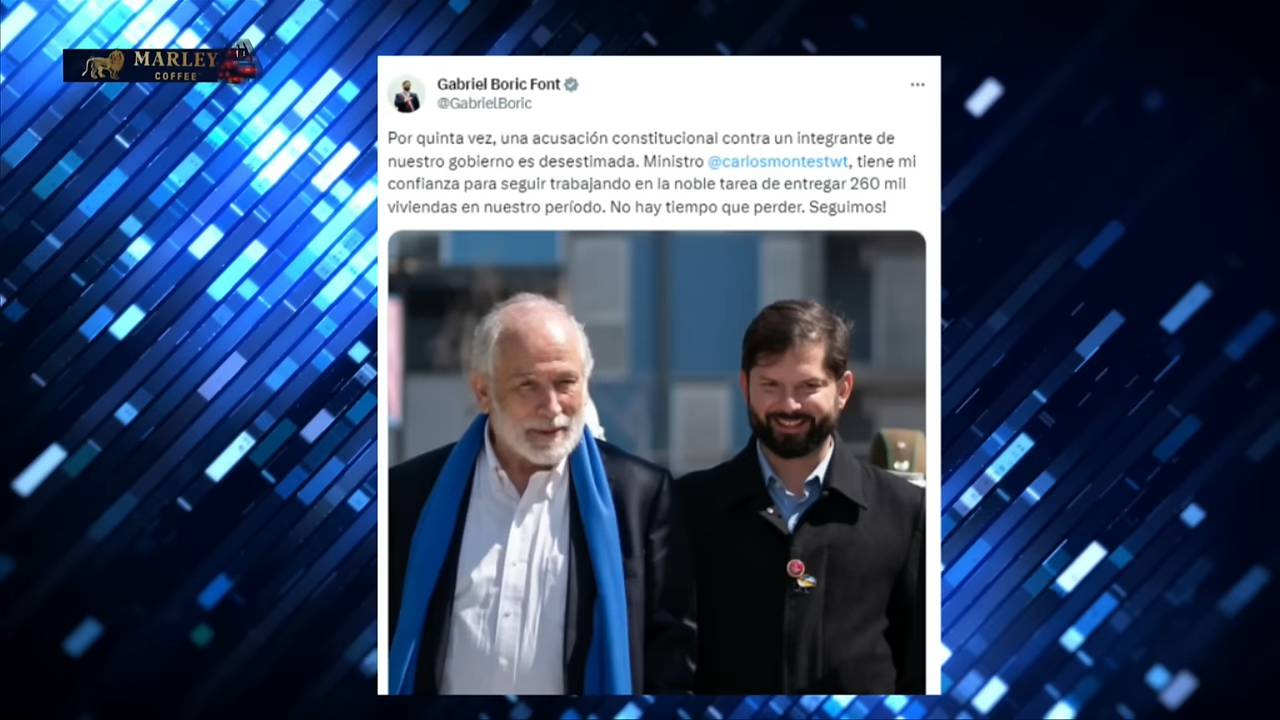 MARLEY
COFFEE
Gabriel Boric Font
@GabrielBoric
Por quinta vez, una acusación constitucional contra un integrante de
nuestro gobierno es desestimada. Ministro @carlosmontestwt, tiene mi
confianza para seguir trabajando en la noble tarea de entregar 260 mil
viviendas en nuestro período. No hay tiempo que perder. Seguimos!